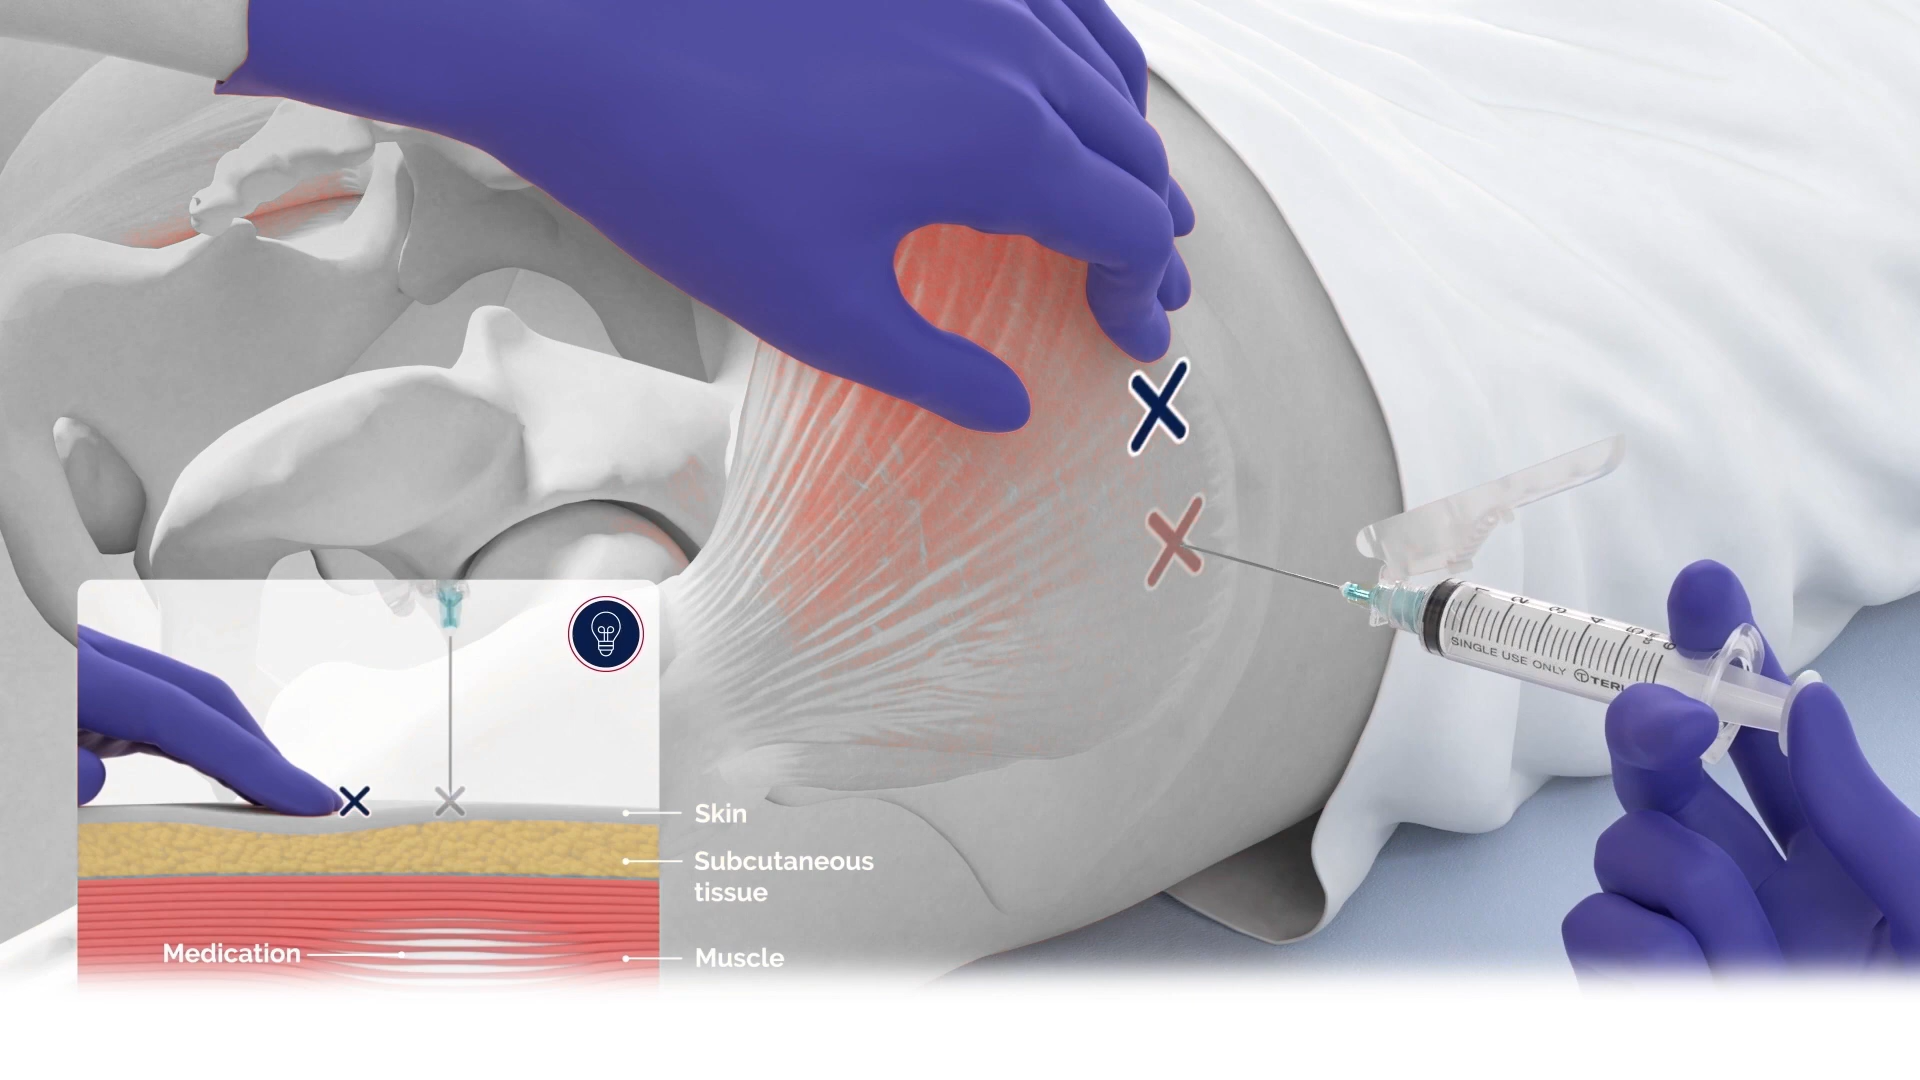 SINGLE USE ONLY
Skin
Subcutaneous
tissue
Medication
Muscle